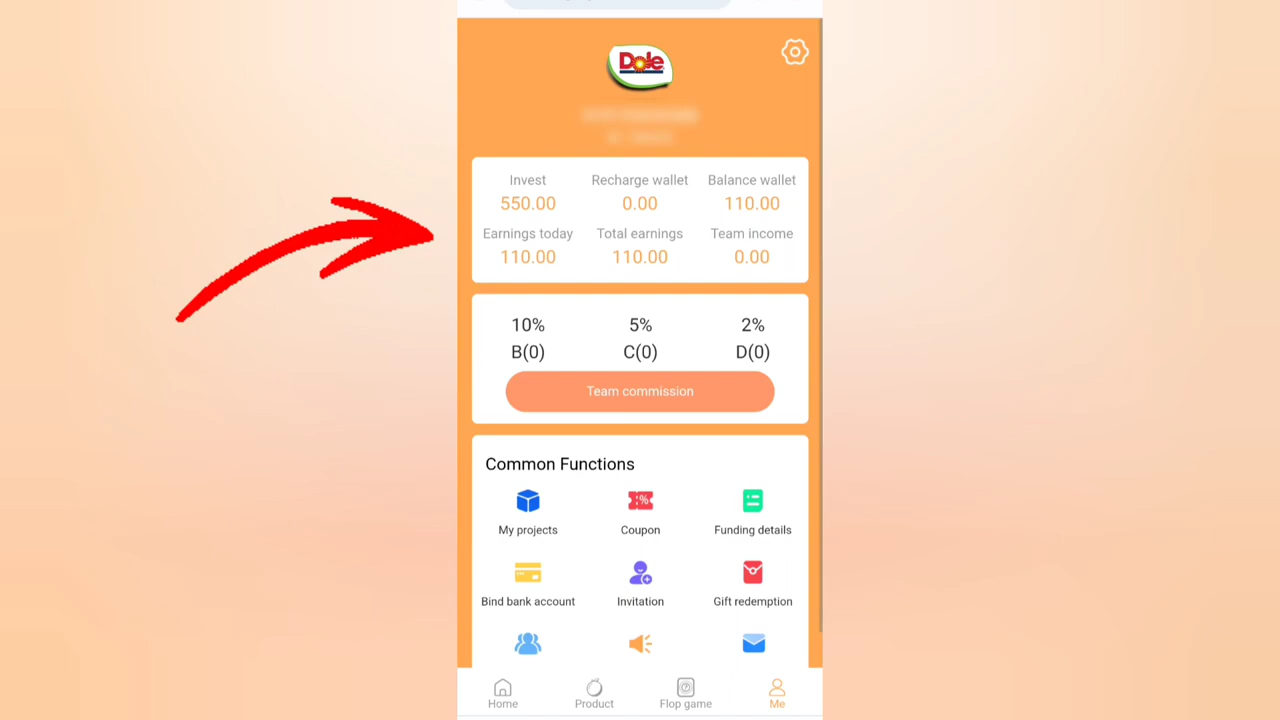 Dole
Invest Recharge wallet Balance wallet
550.00 0.00 110.00
Earnings today Total earnings Team income
110.00 110.00 0.00
10% 5% 2%
B(0) C(0) D(0)
Team commission
Common Functions
My projects Coupon Funding details
Bind bank account Invitation Gift redemption
Home Product Flop game Me